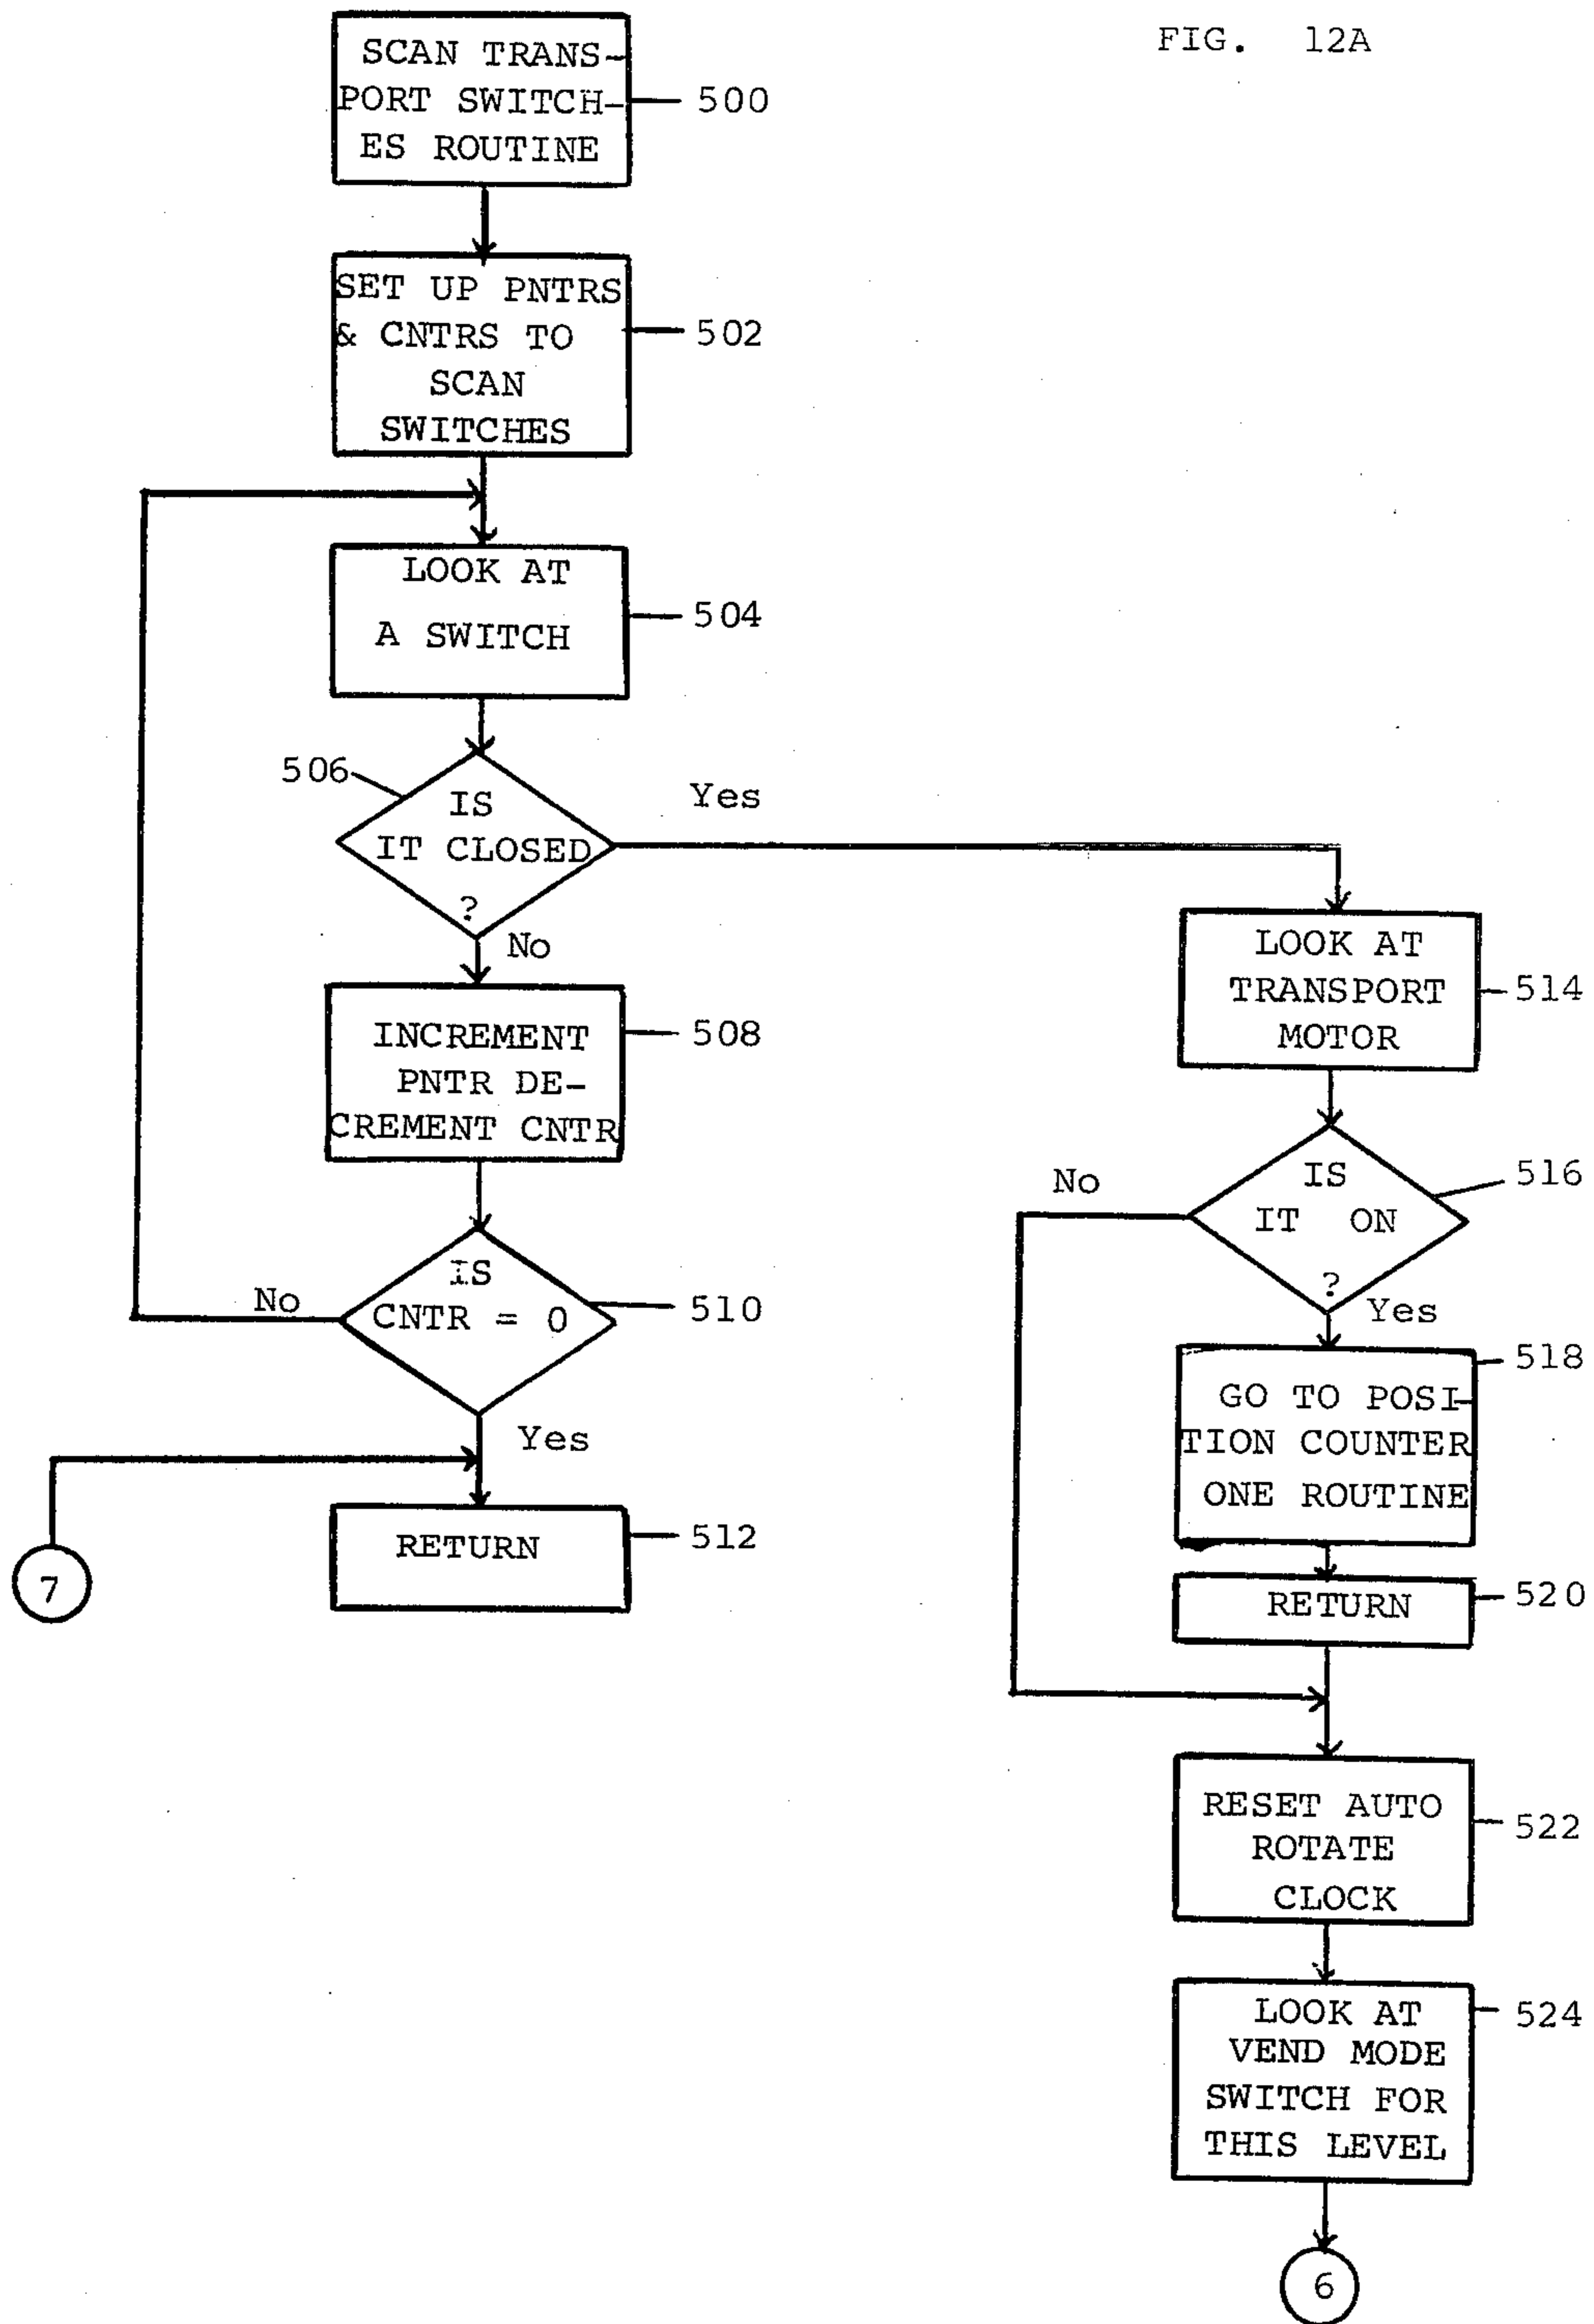 FIG. 12A
SCAN TRANS-
PORT SWITCH-
ES ROUTINE
500
SET UP PNTRS
& CNTRS TO
SCAN
SWITCHES
502
LOOK AT
A SWITCH
504
506
IS
IT CLOSED
?
Yes
No
INCREMENT
PNTR DE-
CREMENT CNTR
508
IS
CNTR = 0
510
No
Yes
RETURN
512
7
LOOK AT
TRANSPORT
MOTOR
514
IS
IT ON
?
516
No
Yes
GO TO POSI-
TION COUNTER
ONE ROUTINE
518
RETURN
520
RESET AUTO
ROTATE
CLOCK
522
LOOK AT
VEND MODE
SWITCH FOR
THIS LEVEL
524
6